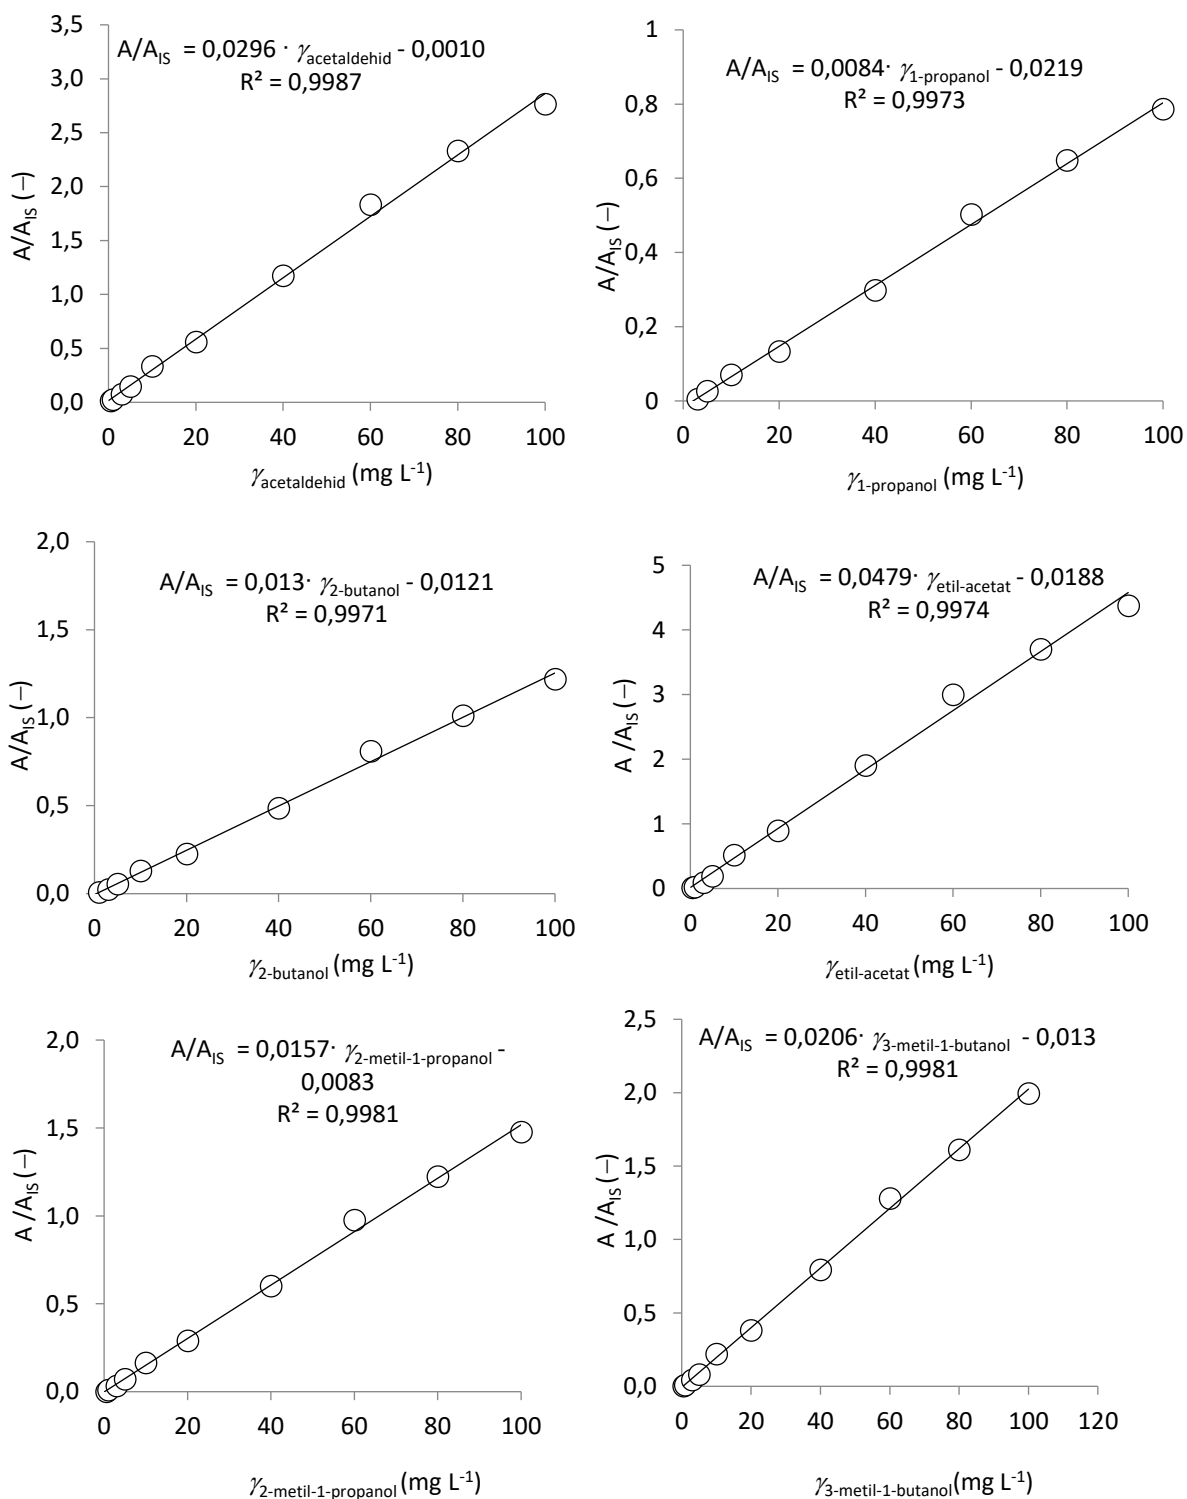 A/A_IS = 0,0296 · γ_acetaldehid - 0,0010
R² = 0,9987
3,5
3,0
2,5
2,0
1,5
1,0
0,5
0,0
A/A_IS (–)
0 20 40 60 80 100
γ_acetaldehid (mg L⁻¹)
A/A_IS = 0,0084· γ_1-propanol - 0,0219
R² = 0,9973
1
0,8
0,6
0,4
0,2
0
A/A_IS (–)
0 20 40 60 80 100
γ_1-propanol (mg L⁻¹)
A/A_IS = 0,013· γ_2-butanol - 0,0121
R² = 0,9971
2,0
1,5
1,0
0,5
0,0
A/A_IS (–)
0 20 40 60 80 100
γ_2-butanol (mg L⁻¹)
A/A_IS = 0,0479· γ_etil-acetat - 0,0188
R² = 0,9974
5
4
3
2
1
0
A /A_IS (–)
0 20 40 60 80 100
γ_etil-acetat (mg L⁻¹)
A/A_IS = 0,0157· γ_2-metil-1-propanol -
0,0083
R² = 0,9981
2,0
1,5
1,0
0,5
0,0
A /A_IS (–)
0 20 40 60 80 100
γ_2-metil-1-propanol (mg L⁻¹)
A/A_IS = 0,0206· γ_3-metil-1-butanol - 0,013
R² = 0,9981
2,5
2,0
1,5
1,0
0,5
0,0
A /A_IS (–)
0 20 40 60 80 100 120
γ_3-metil-1-butanol (mg L⁻¹)